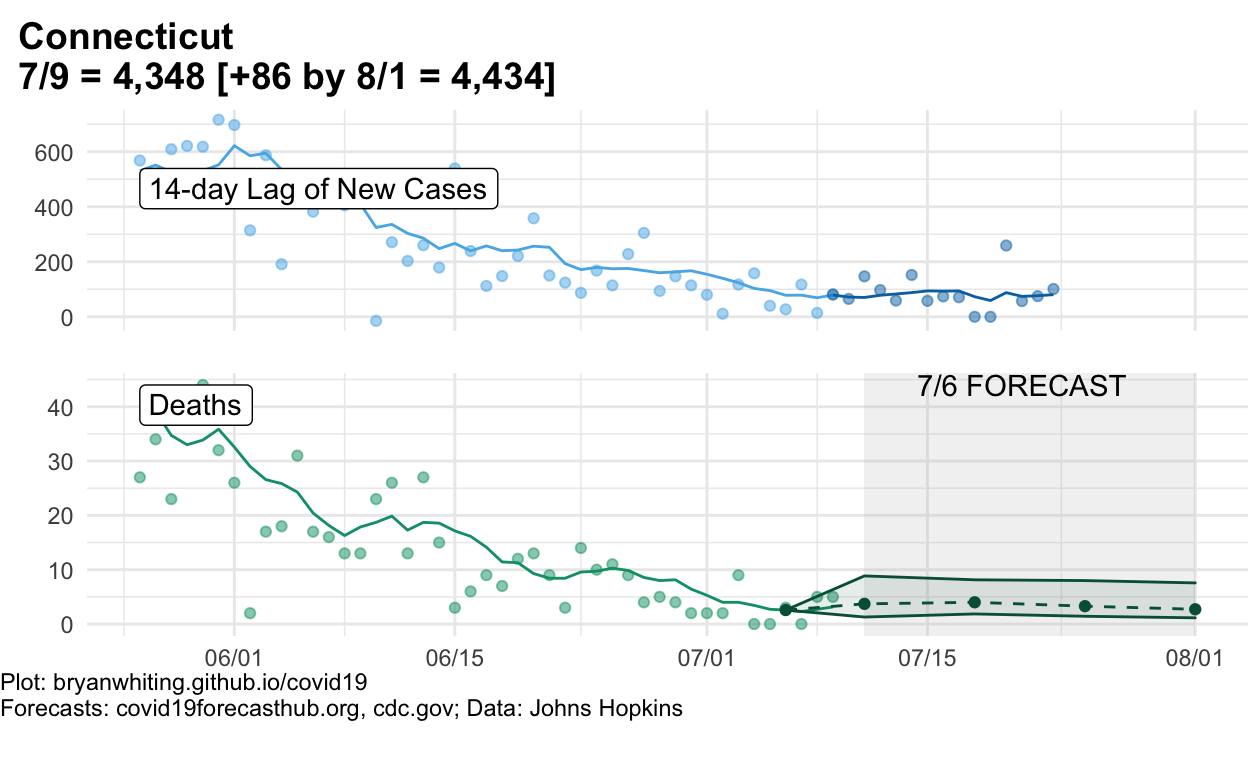 Connecticut
7/9 = 4,348 [+86 by 8/1 = 4,434]
600
400
200
0
14-day Lag of New Cases
7/6 FORECAST
Deaths
40
30
20
10
0
06/01 06/15 07/01 07/15 08/01
Plot: bryanwhiting.github.io/covid19
Forecasts: covid19forecasthub.org, cdc.gov; Data: Johns Hopkins